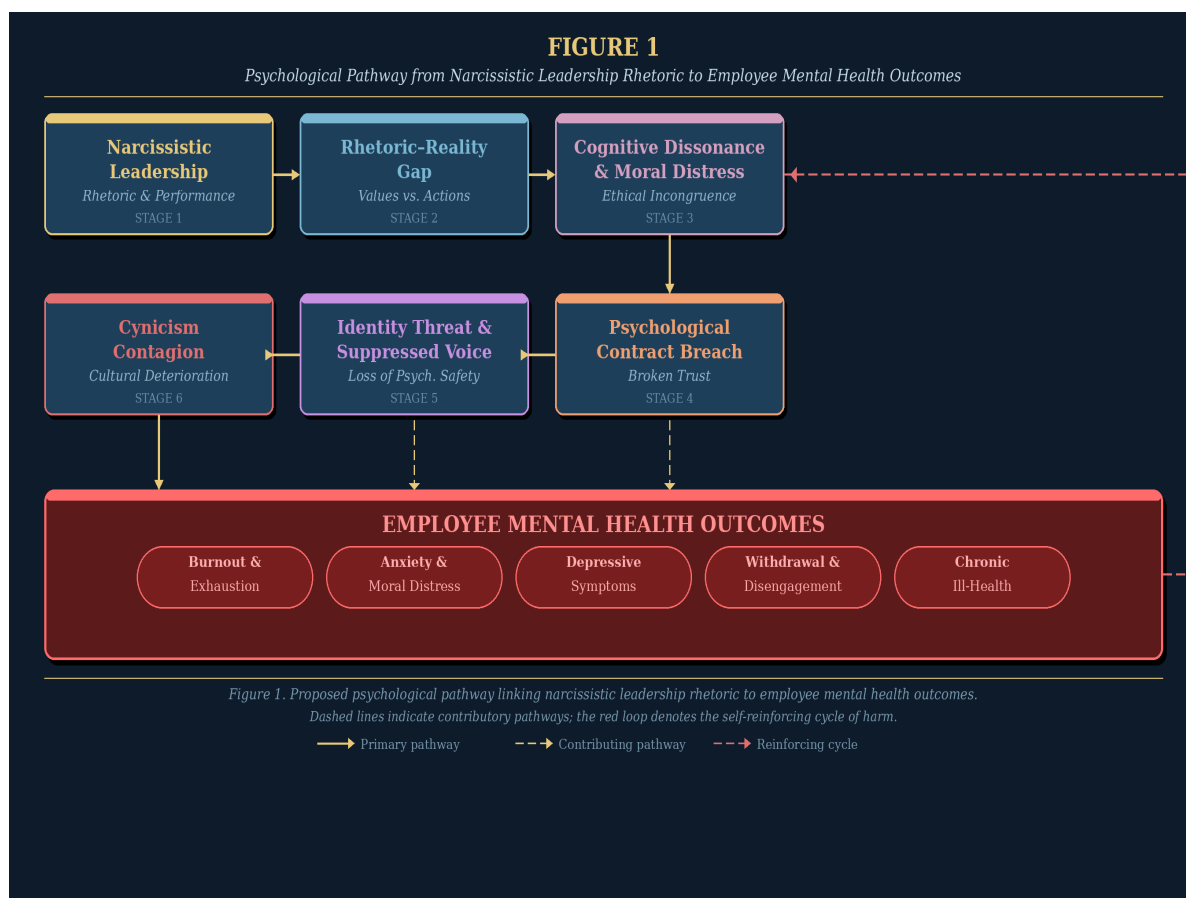 FIGURE 1
Psychological Pathway from Narcissistic Leadership Rhetoric to Employee Mental Health Outcomes
Narcissistic
Leadership
Rhetoric & Performance
STAGE 1
Rhetoric–Reality
Gap
Values vs. Actions
STAGE 2
Cognitive Dissonance
& Moral Distress
Ethical Incongruence
STAGE 3
Cynicism
Contagion
Cultural Deterioration
STAGE 6
Identity Threat &
Suppressed Voice
Loss of Psych. Safety
STAGE 5
Psychological
Contract Breach
Broken Trust
STAGE 4
EMPLOYEE MENTAL HEALTH OUTCOMES
Burnout &
Exhaustion
Anxiety &
Moral Distress
Depressive
Symptoms
Withdrawal &
Disengagement
Chronic
Ill-Health
Figure 1. Proposed psychological pathway linking narcissistic leadership rhetoric to employee mental health outcomes.
Dashed lines indicate contributory pathways; the red loop denotes the self-reinforcing cycle of harm.
Primary pathway
Contributing pathway
Reinforcing cycle